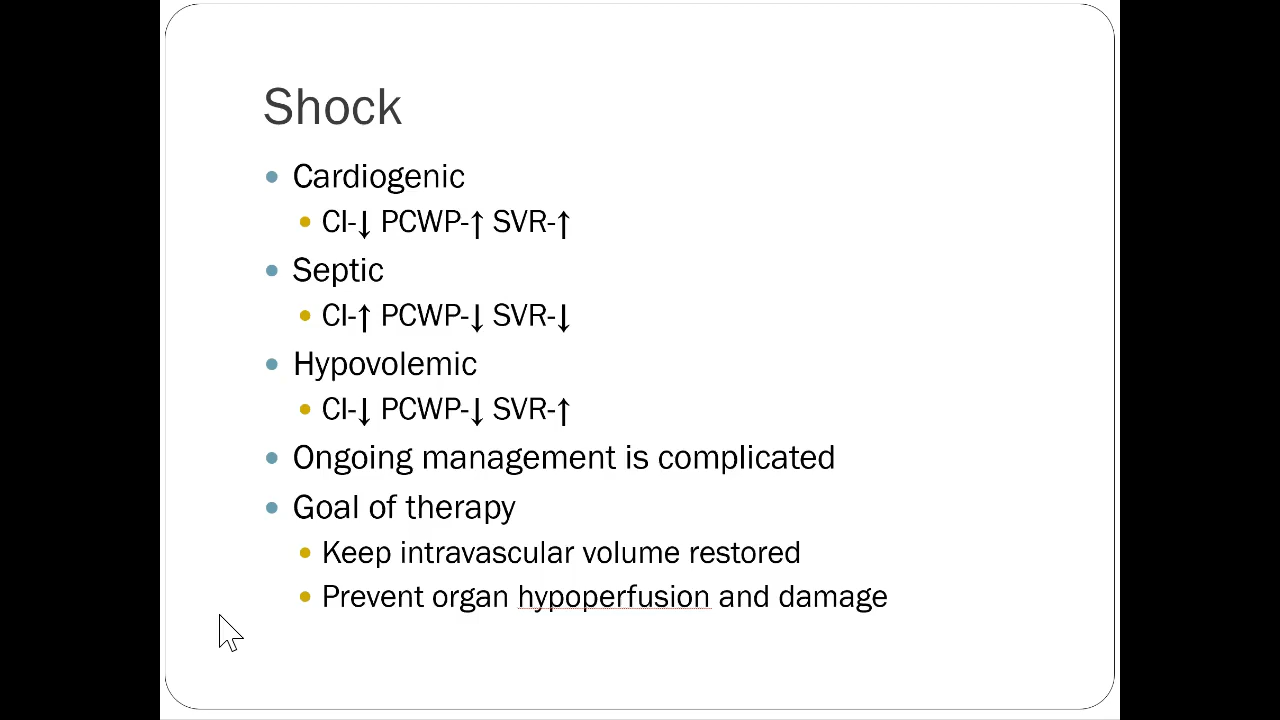 Shock
• Cardiogenic
• CI-↓ PCWP-↑ SVR-↑
• Septic
• CI-↑ PCWP-↓ SVR-↓
• Hypovolemic
• CI-↓ PCWP-↓ SVR-↑
• Ongoing management is complicated
• Goal of therapy
• Keep intravascular volume restored
• Prevent organ hypoperfusion and damage